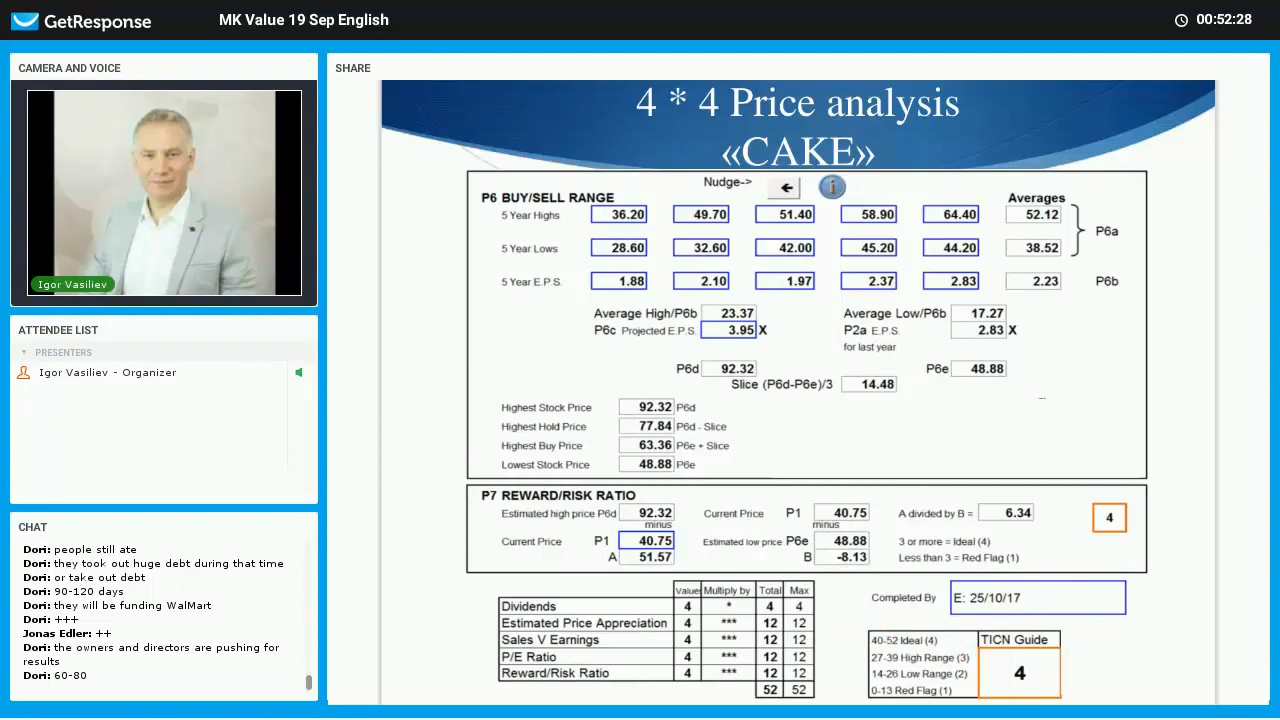 GetResponse
MK Value 19 Sep English
00:52:28
CAMERA AND VOICE
Igor Vasiliev
ATTENDEE LIST
PRESENTERS
Igor Vasiliev - Organizer
CHAT
Dori: people still ate
Dori: they took out huge debt during that time
Dori: or take out debt
Dori: 90-120 days
Dori: they will be funding WalMart
Dori: +++
Jonas Edler: ++
Dori: the owners and directors are pushing for
results
Dori: 60-80
SHARE
4 * 4 Price analysis
«CAKE»
Nudge->
P6 BUY/SELL RANGE Averages
5 Year Highs 36.20 49.70 51.40 58.90 64.40 52.12
P6a
5 Year Lows 28.60 32.60 42.00 45.20 44.20 38.52
5 Year E.P.S. 1.88 2.10 1.97 2.37 2.83 2.23 P6b
Average High/P6b 23.37 Average Low/P6b 17.27
P6c Projected E.P.S. 3.95 X P2a E.P.S. 2.83 X
for last year
P6d 92.32 P6e 48.88
Slice (P6d-P6e)/3 14.48
Highest Stock Price 92.32 P6d
Highest Hold Price 77.84 P6d - Slice
Highest Buy Price 63.36 P6e + Slice
Lowest Stock Price 48.88 P6e
P7 REWARD/RISK RATIO
Estimated high price P6d 92.32 Current Price P1 40.75 A divided by B = 6.34 4
minus minus
Current Price P1 40.75 Estimated low price P6e 48.88 3 or more = Ideal (4)
A 51.57 B -8.13 Less than 3 = Red Flag (1)
Values Multiply by Total Max
Dividends 4 * 4 4
Estimated Price Appreciation 4 *** 12 12
Sales V Earnings 4 *** 12 12
P/E Ratio 4 *** 12 12
Reward/Risk Ratio 4 *** 12 12
52 52
Completed By E: 25/10/17
40-52 Ideal (4) TICN Guide
27-39 High Range (3)
14-26 Low Range (2)
0-13 Red Flag (1)
4